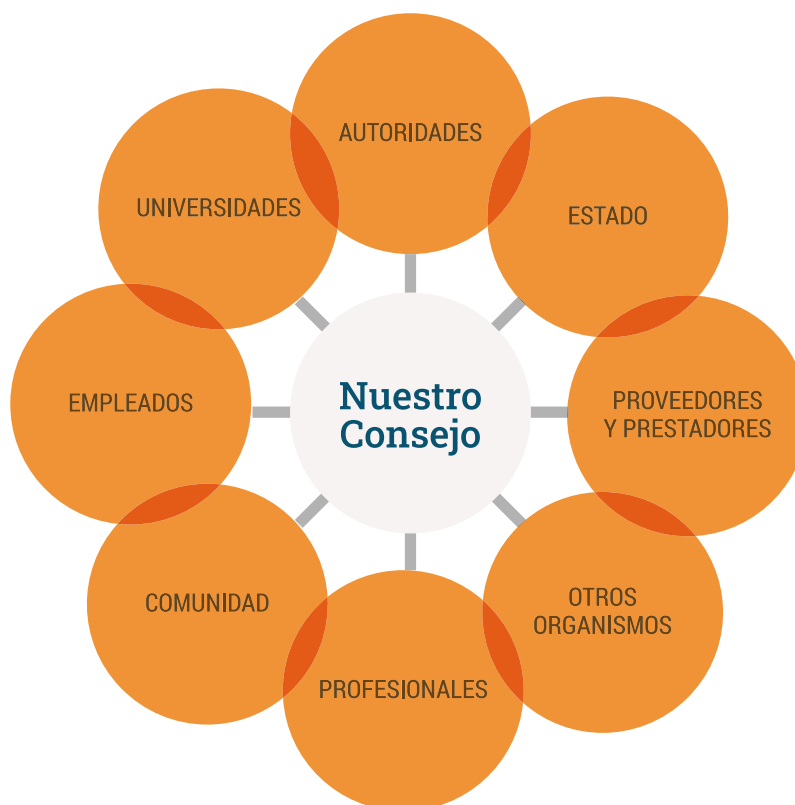 AUTORIDADES
UNIVERSIDADES
ESTADO
EMPLEADOS
Nuestro
Consejo
PROVEEDORES
Y PRESTADORES
COMUNIDAD
OTROS
ORGANISMOS
PROFESIONALES